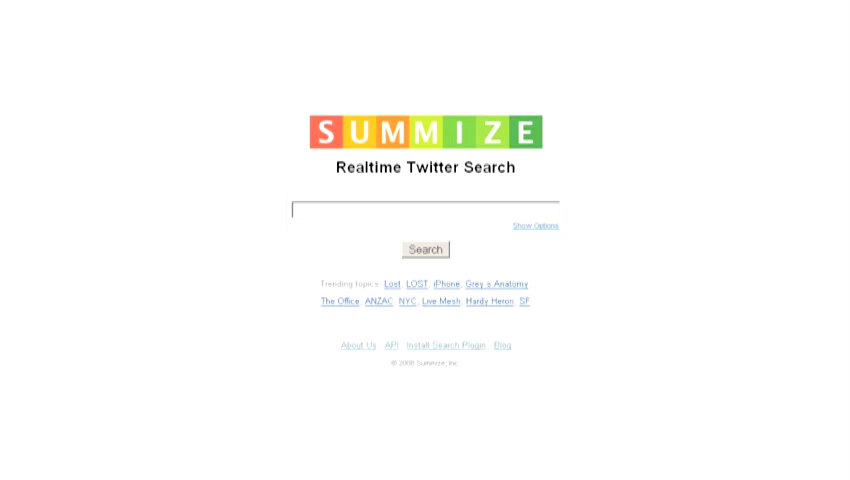 SUMMIZE
Realtime Twitter Search
Show Options
Search
Trending topics: Lost, LOST, iPhone, Grey's Anatomy
The Office, ANZAC, NYC, Live Mesh, Hardy Heron, SF
About Us API Install Search Plugin Blog
© 2008 Summize, Inc